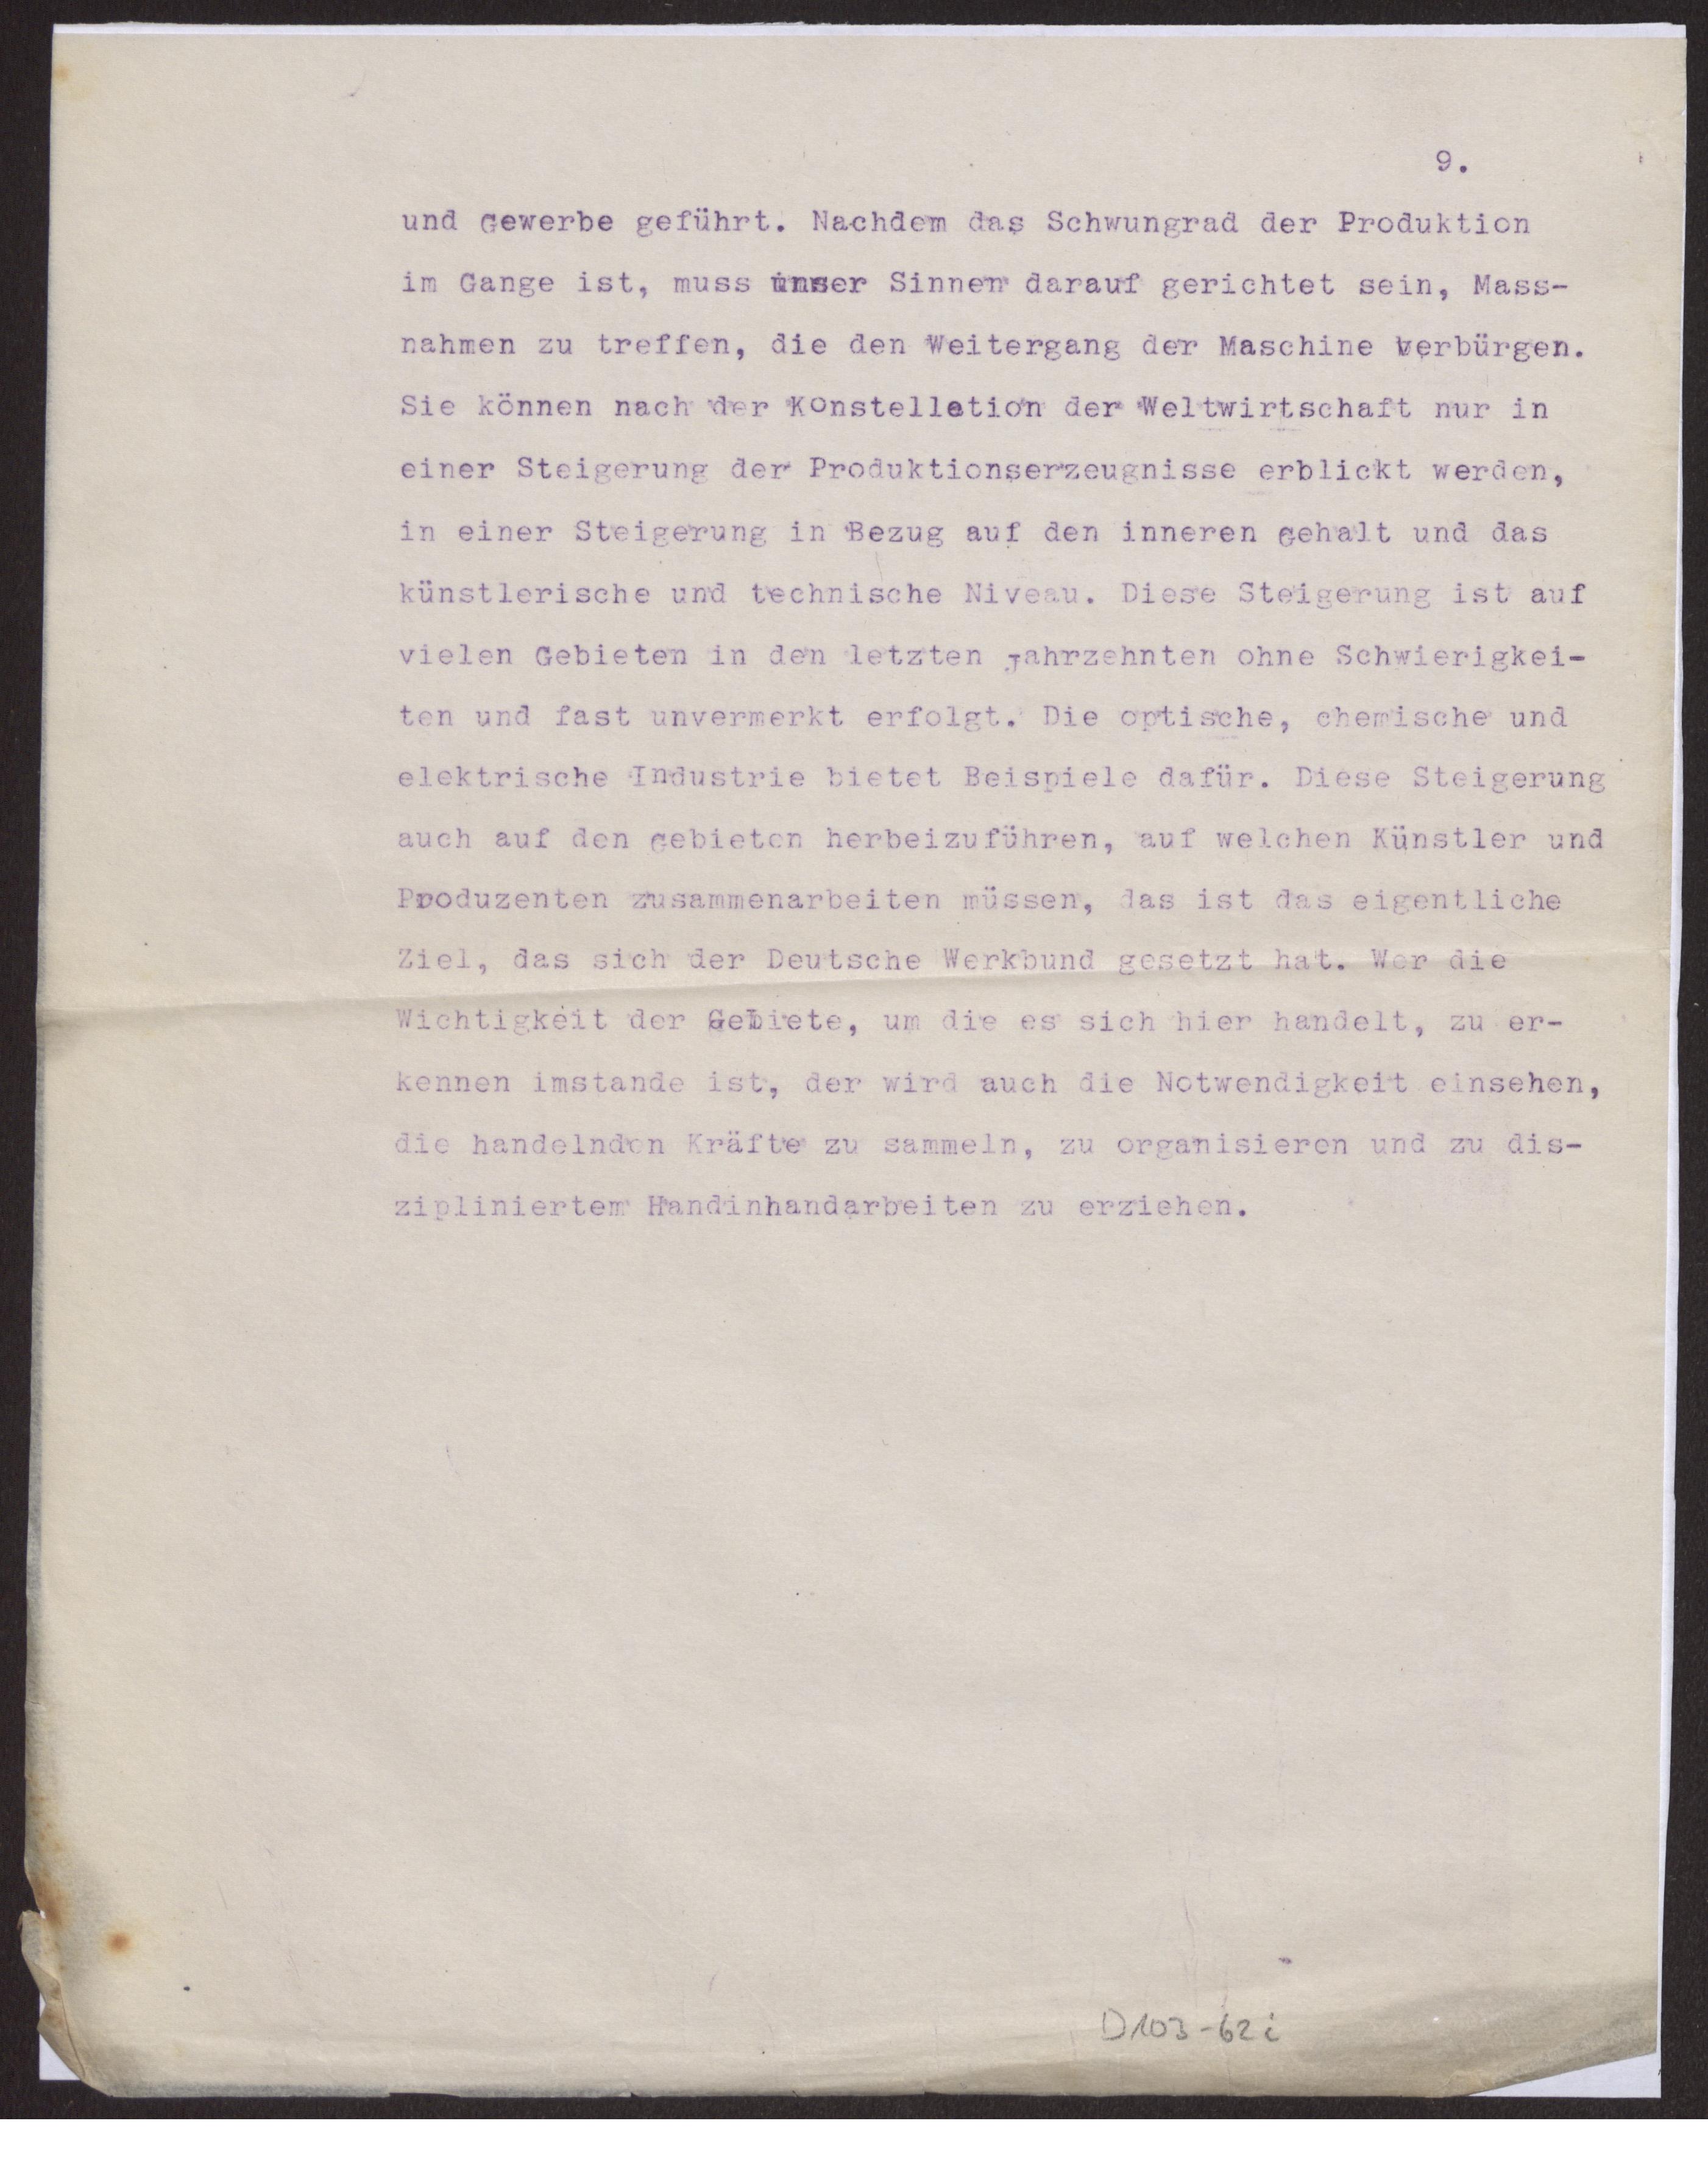 9.
und Gewerbe geführt. Nachdem das Schwungrad der Produktion
im Gange ist, muss unser Sinnen darauf gerichtet sein, Mass-
nahmen zu treffen, die den Weitergang der Maschine verbürgen.
Sie können nach der Konstellation der Weltwirtschaft nur in
einer Steigerung der Produktionserzeugnisse erblickt werden,
in einer Steigerung in Bezug auf den inneren Gehalt und das
künstlerische und technische Niveau. Diese Steigerung ist auf
vielen Gebieten in den letzten Jahrzehnten ohne Schwierigkei-
ten und fast unvermerkt erfolgt. Die optische, chemische und
elektrische Industrie bietet Beispiele dafür. Diese Steigerung
auch auf den Gebieten herbeizuführen, auf welchen Künstler und
Produzenten zusammenarbeiten müssen, das ist das eigentliche
Ziel, das sich der Deutsche Werkbund gesetzt hat. Wer die
Wichtigkeit der Gebiete, um die es sich hier handelt, zu er-
kennen imstande ist, der wird auch die Notwendigkeit einsehen,
die handelnden Kräfte zu sammeln, zu organisieren und zu dis-
zipliniertem Handinhandarbeiten zu erziehen.
D103-62i